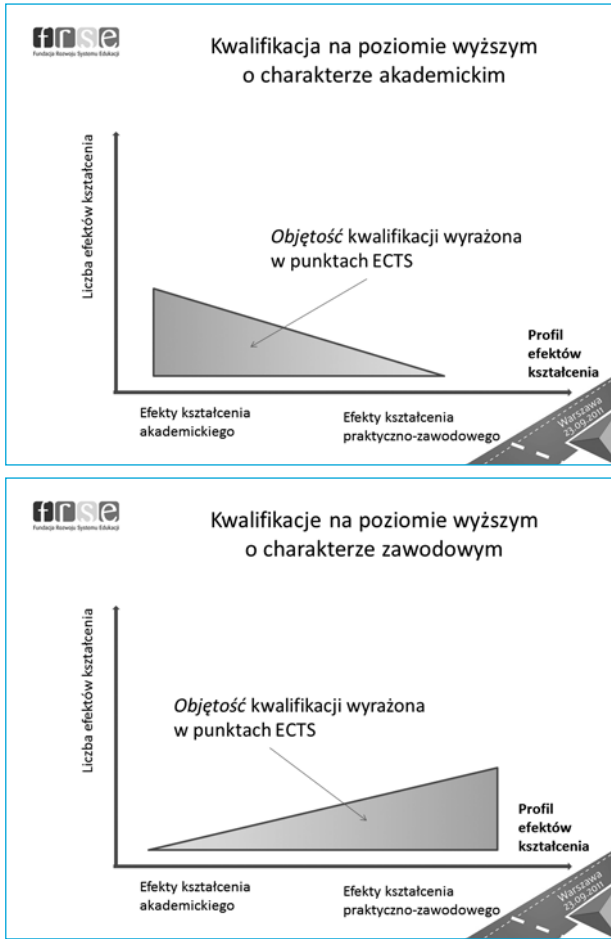 frse
Fundacja Rozwoju Systemu Edukacji
Kwalifikacja na poziomie wyższym
o charakterze akademickim
Liczba efektów kształcenia
Objętość kwalifikacji wyrażona
w punktach ECTS
Profil
efektów
kształcenia
Efekty kształcenia
akademickiego
Efekty kształcenia
praktyczno-zawodowego
Warszawa
23.09.2011
frse
Fundacja Rozwoju Systemu Edukacji
Kwalifikacje na poziomie wyższym
o charakterze zawodowym
Liczba efektów kształcenia
Objętość kwalifikacji wyrażona
w punktach ECTS
Profil
efektów
kształcenia
Efekty kształcenia
akademickiego
Efekty kształcenia
praktyczno-zawodowego
Warszawa
23.09.2011